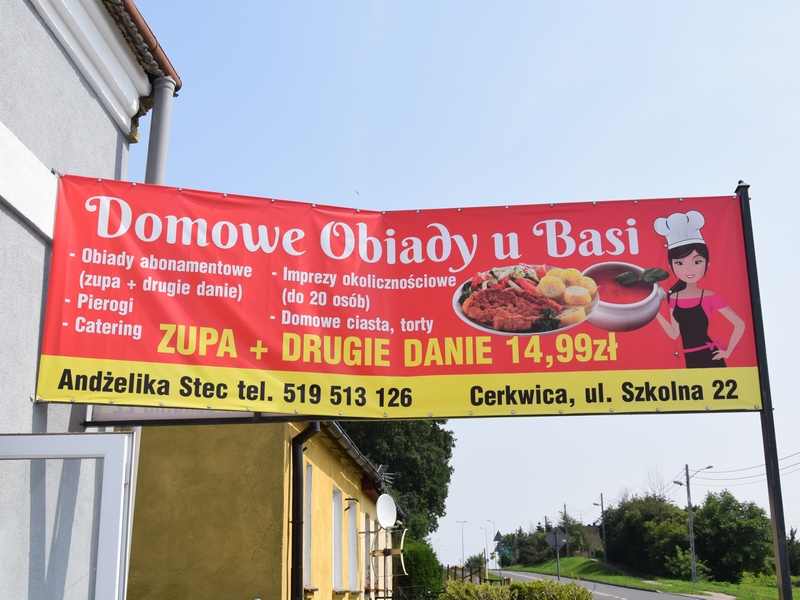 Domowe Obiady u Basi
- Obiady abonamentowe
(zupa + drugie danie)
- Pierogi
- Catering
- Imprezy okolicznościowe
(do 20 osób)
- Domowe ciasta, torty
ZUPA + DRUGIE DANIE 14,99zł
Andżelika Stec tel. 519 513 126
Cerkwica, ul. Szkolna 22